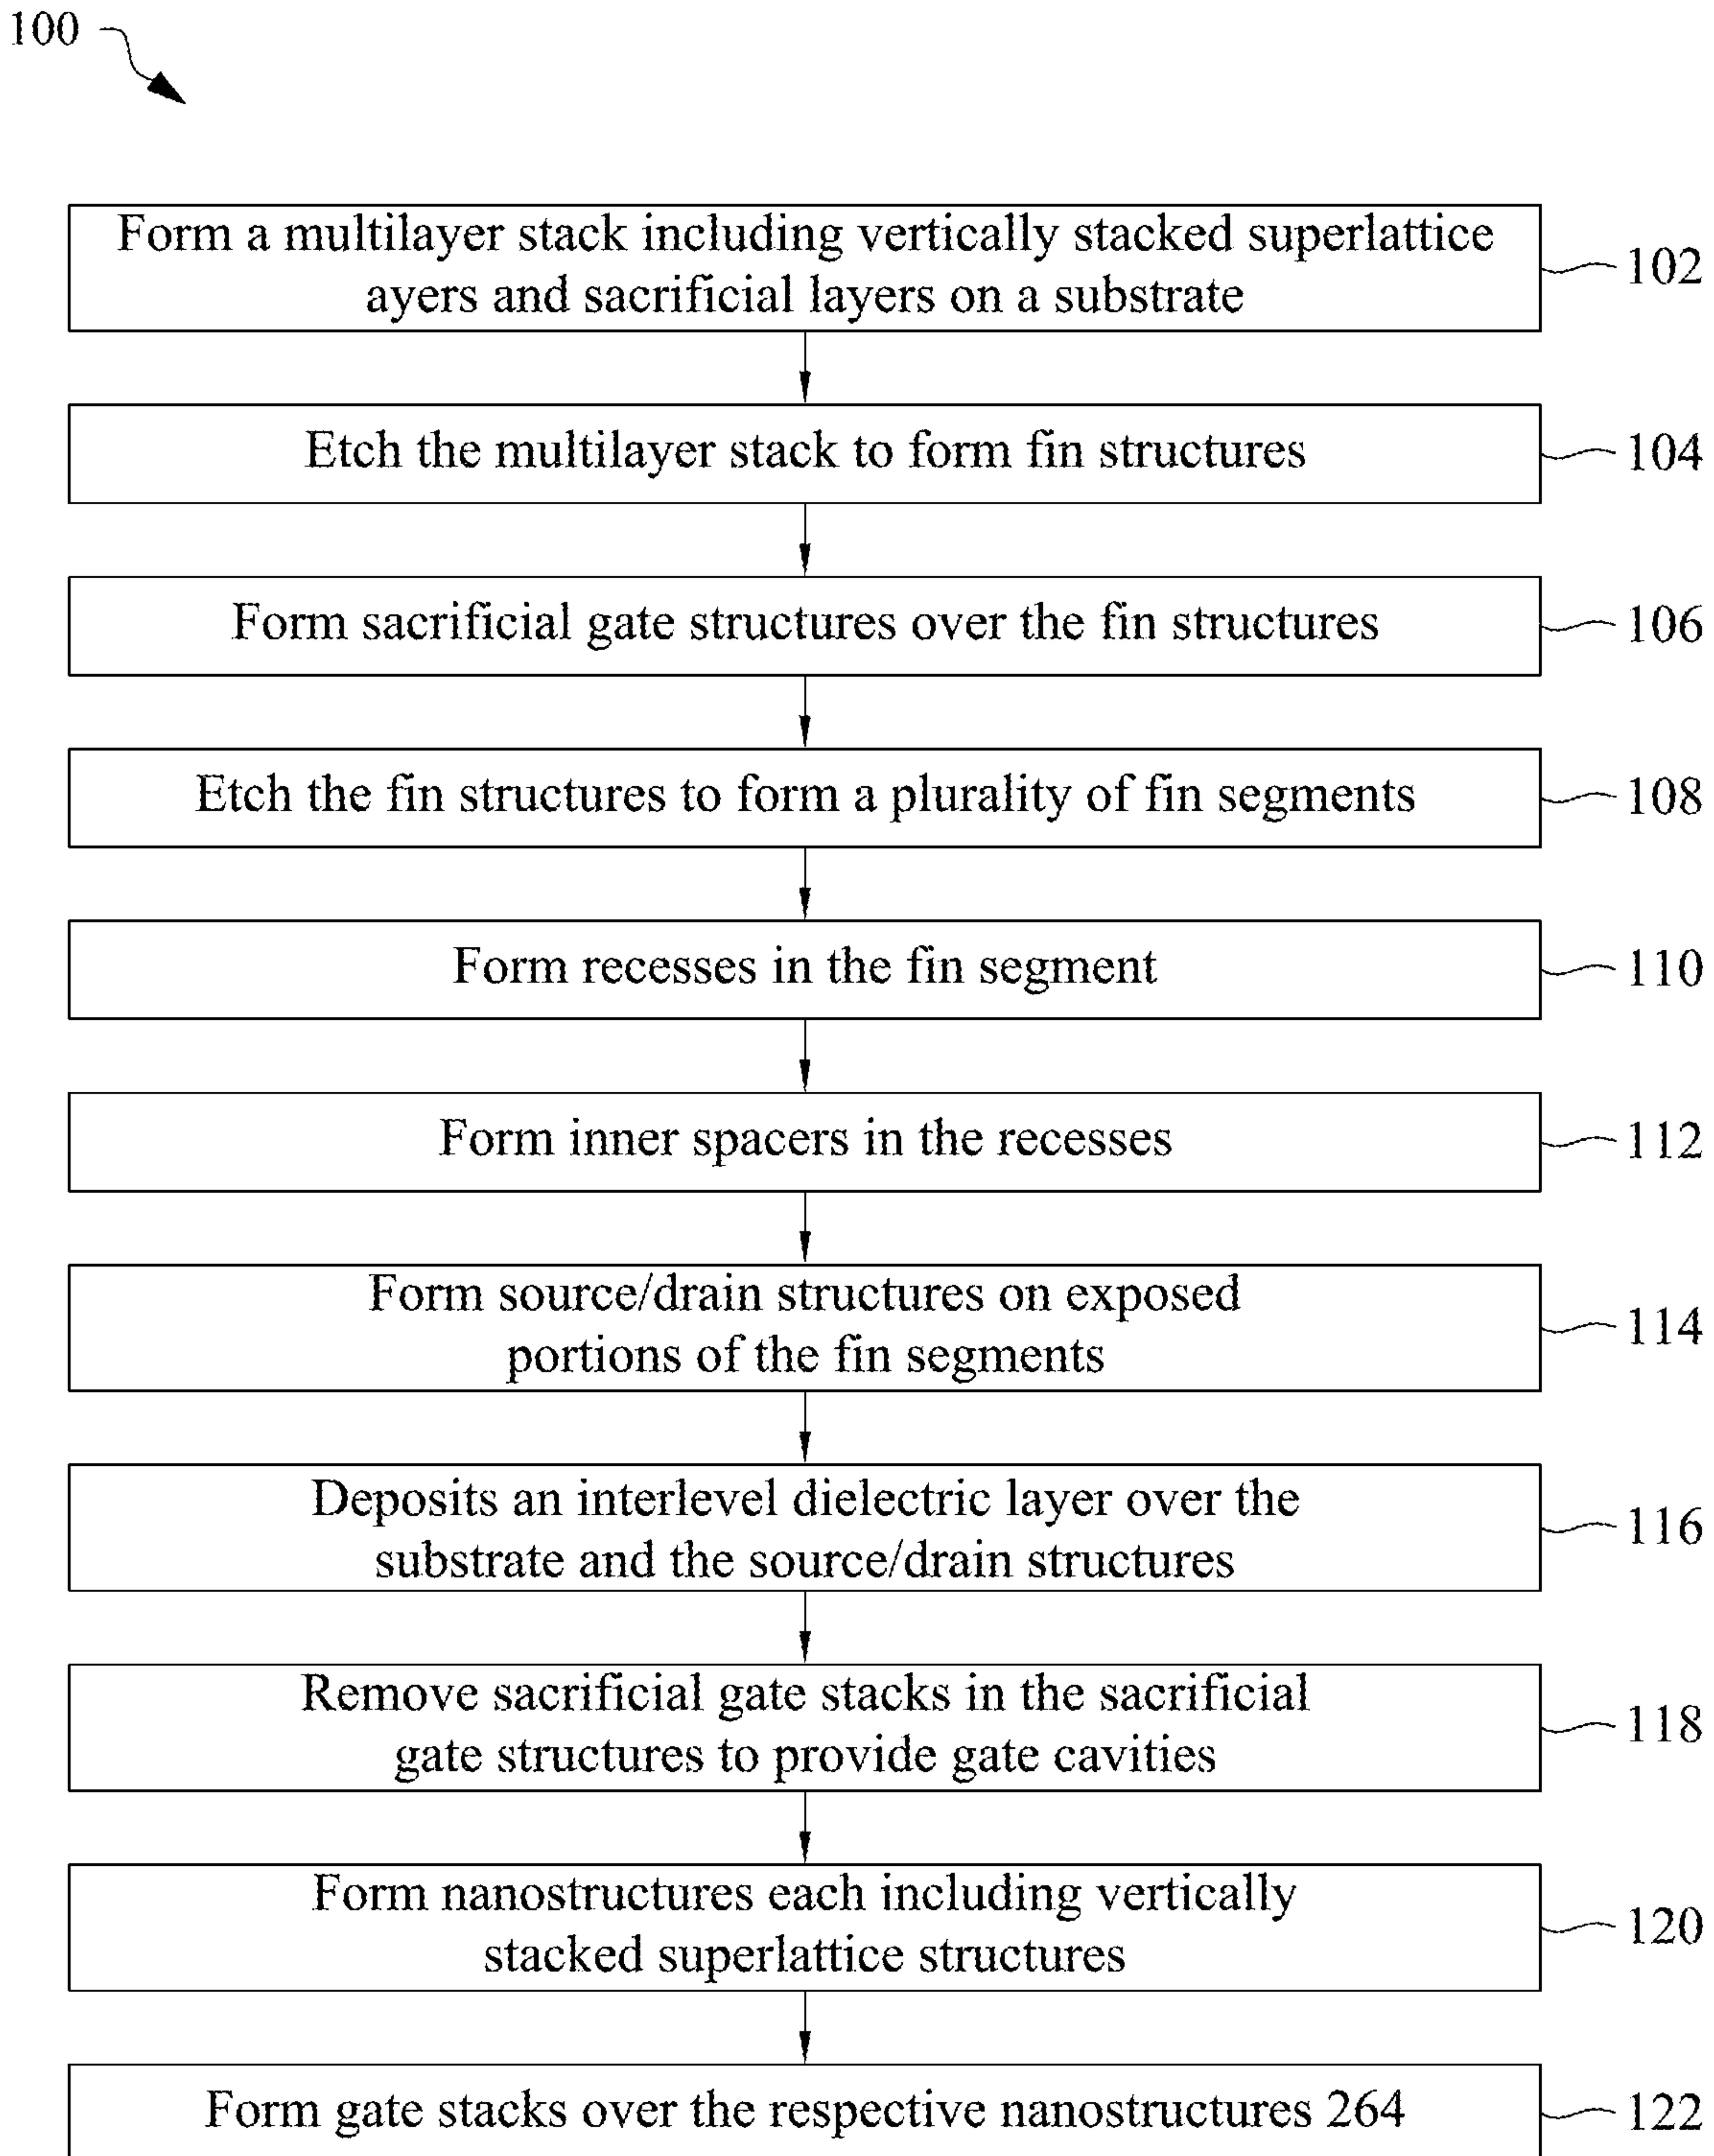 100
Form a multilayer stack including vertically stacked superlattice
ayers and sacrificial layers on a substrate
102
Etch the multilayer stack to form fin structures
104
Form sacrificial gate structures over the fin structures
106
Etch the fin structures to form a plurality of fin segments
108
Form recesses in the fin segment
110
Form inner spacers in the recesses
112
Form source/drain structures on exposed
portions of the fin segments
114
Deposits an interlevel dielectric layer over the
substrate and the source/drain structures
116
Remove sacrificial gate stacks in the sacrificial
gate structures to provide gate cavities
118
Form nanostructures each including vertically
stacked superlattice structures
120
Form gate stacks over the respective nanostructures 264
122